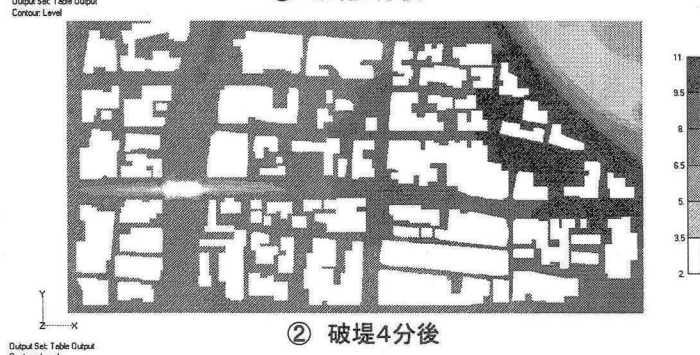 Output Set: Table Output
Contour: Level
11.
9.5
8.
6.5
5.
3.5
2.
Y
Z
X
② 破堤4分後
Output Set: Table Output